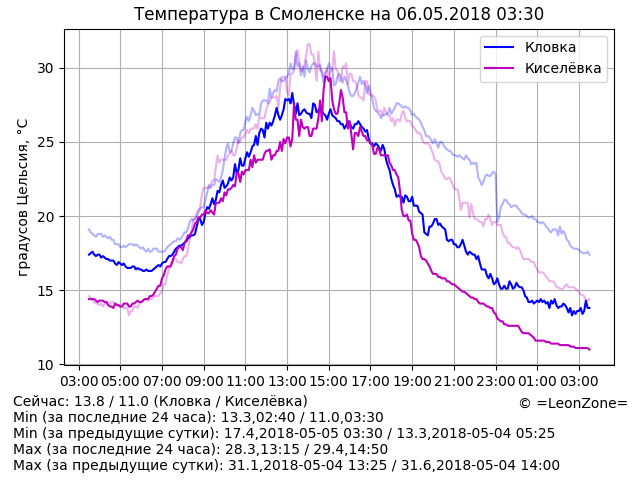 Температура в Смоленске на 06.05.2018 03:30
Кловка
Киселёвка
градусов Цельсия, °C
30
25
20
15
10
03:00 05:00 07:00 09:00 11:00 13:00 15:00 17:00 19:00 21:00 23:00 01:00 03:00
Сейчас: 13.8 / 11.0 (Кловка / Киселёвка)
© =LeonZone=
Min (за последние 24 часа): 13.3,02:40 / 11.0,03:30
Min (за предыдущие сутки): 17.4,2018-05-05 03:30 / 13.3,2018-05-04 05:25
Max (за последние 24 часа): 28.3,13:15 / 29.4,14:50
Max (за предыдущие сутки): 31.1,2018-05-04 13:25 / 31.6,2018-05-04 14:00